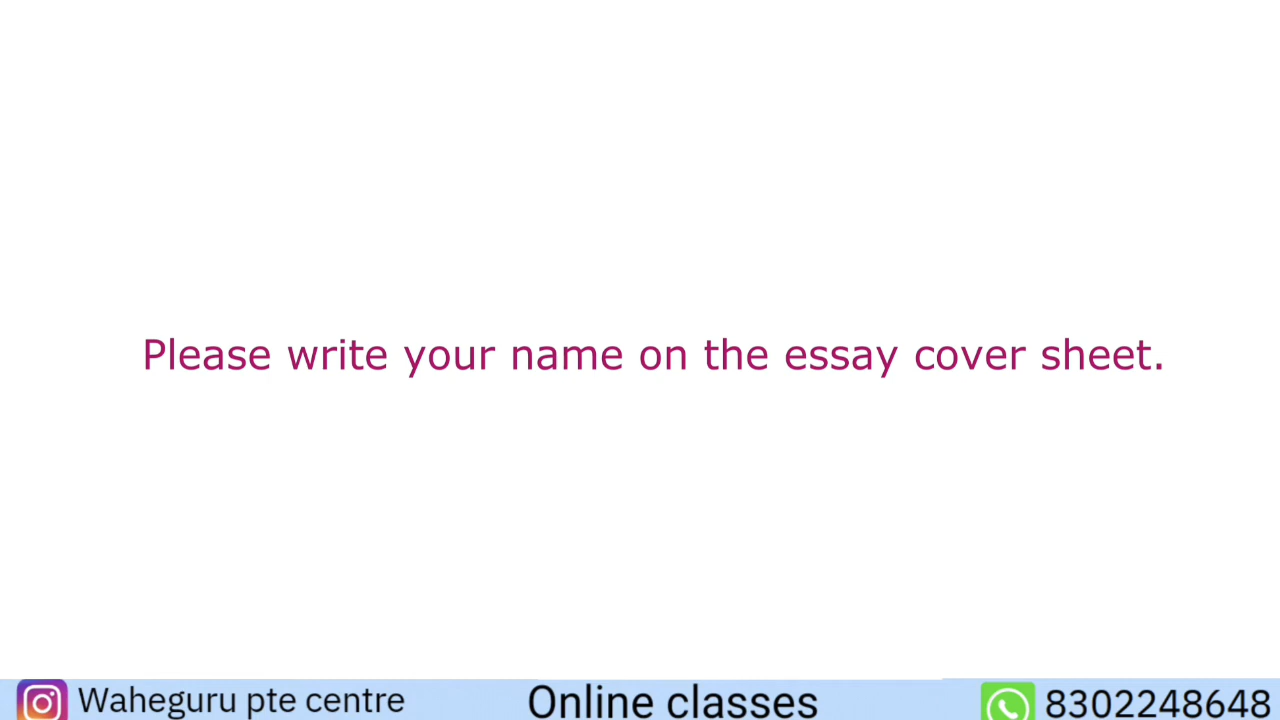 Please write your name on the essay cover sheet.
Waheguru pte centre Online classes 8302248648